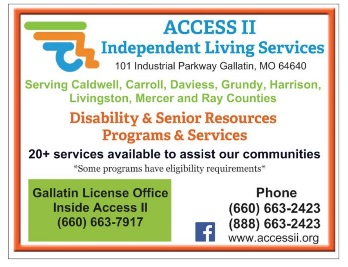 ACCESS II
Independent Living Services
101 Industrial Parkway Gallatin, MO 64640
Serving Caldwell, Carroll, Daviess, Grundy, Harrison,
Livingston, Mercer and Ray Counties
Disability & Senior Resources
Programs & Services
20+ services available to assist our communities
*Some programs have eligibility requirements*
Gallatin License Office
Inside Access II
(660) 663-7917
Phone
(660) 663-2423
(888) 663-2423
f
www.accessii.org